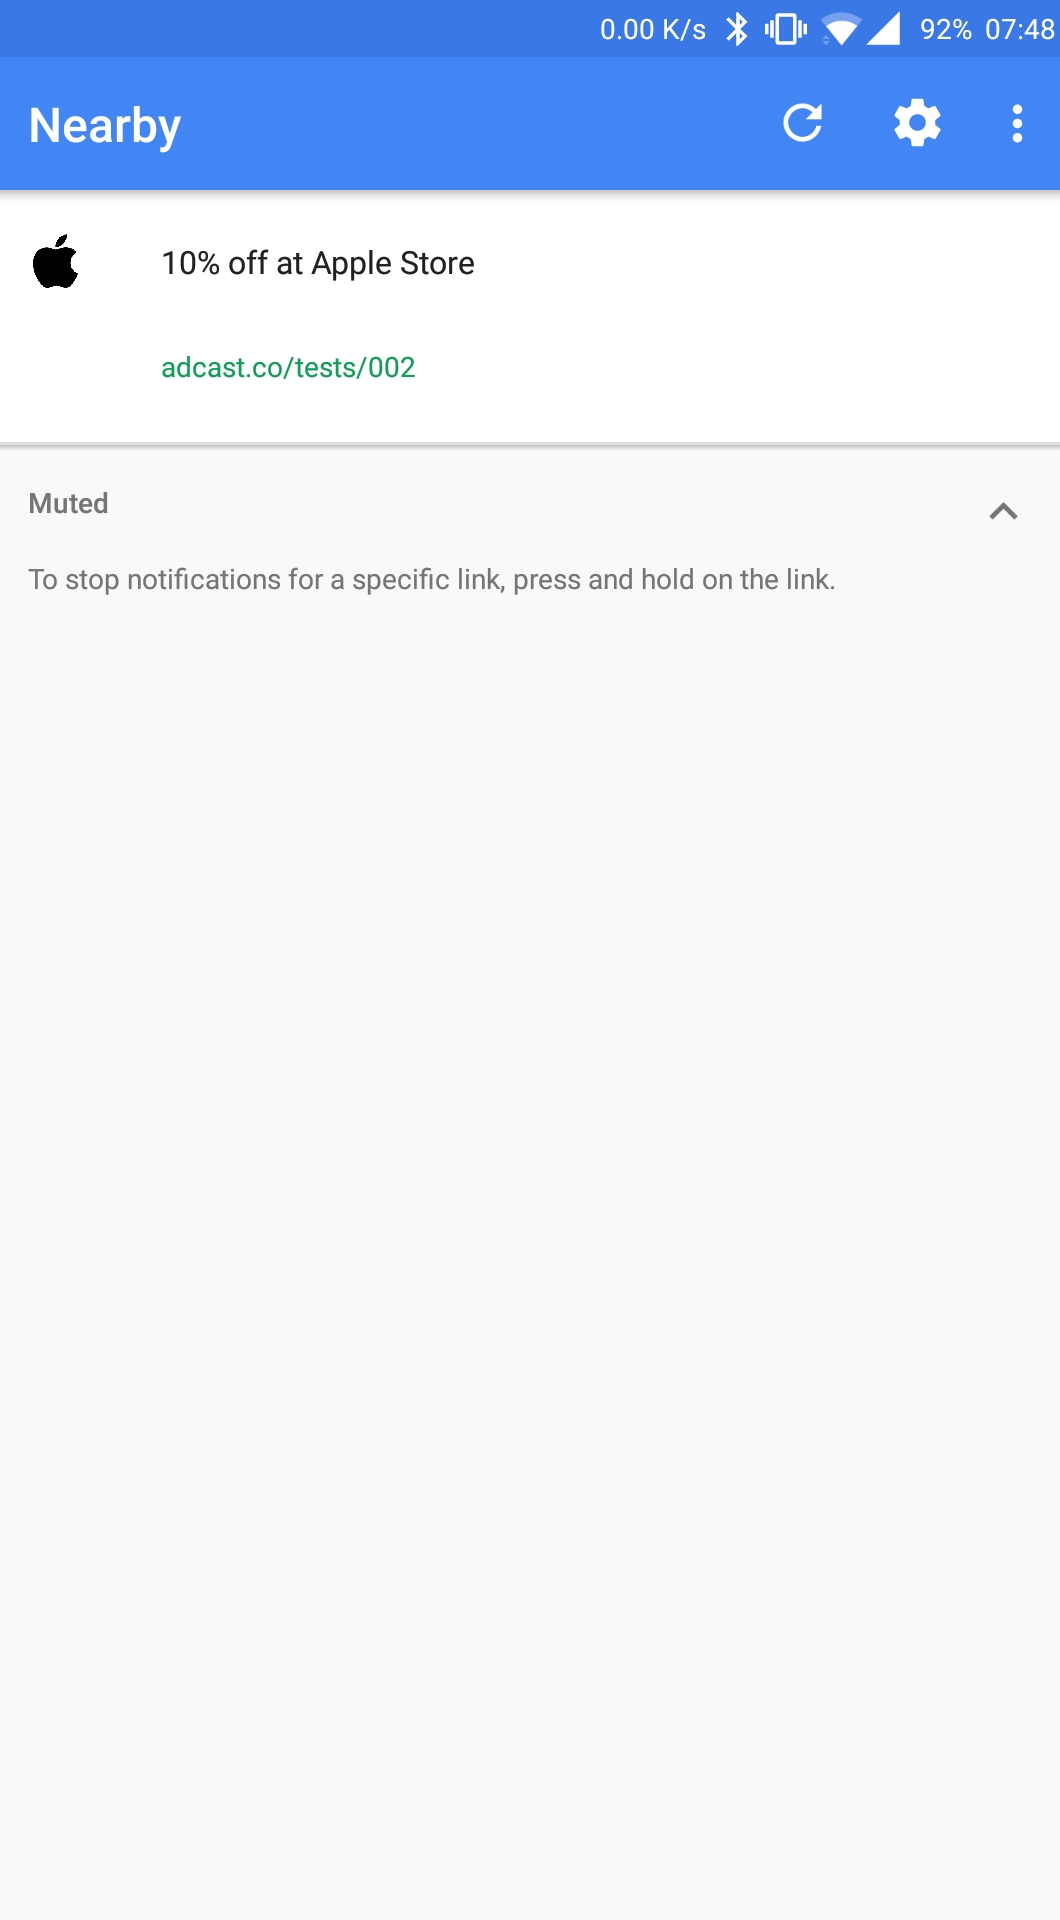 0.00 K/s 92% 07:48
Nearby
10% off at Apple Store
adcast.co/tests/002
Muted
To stop notifications for a specific link, press and hold on the link.